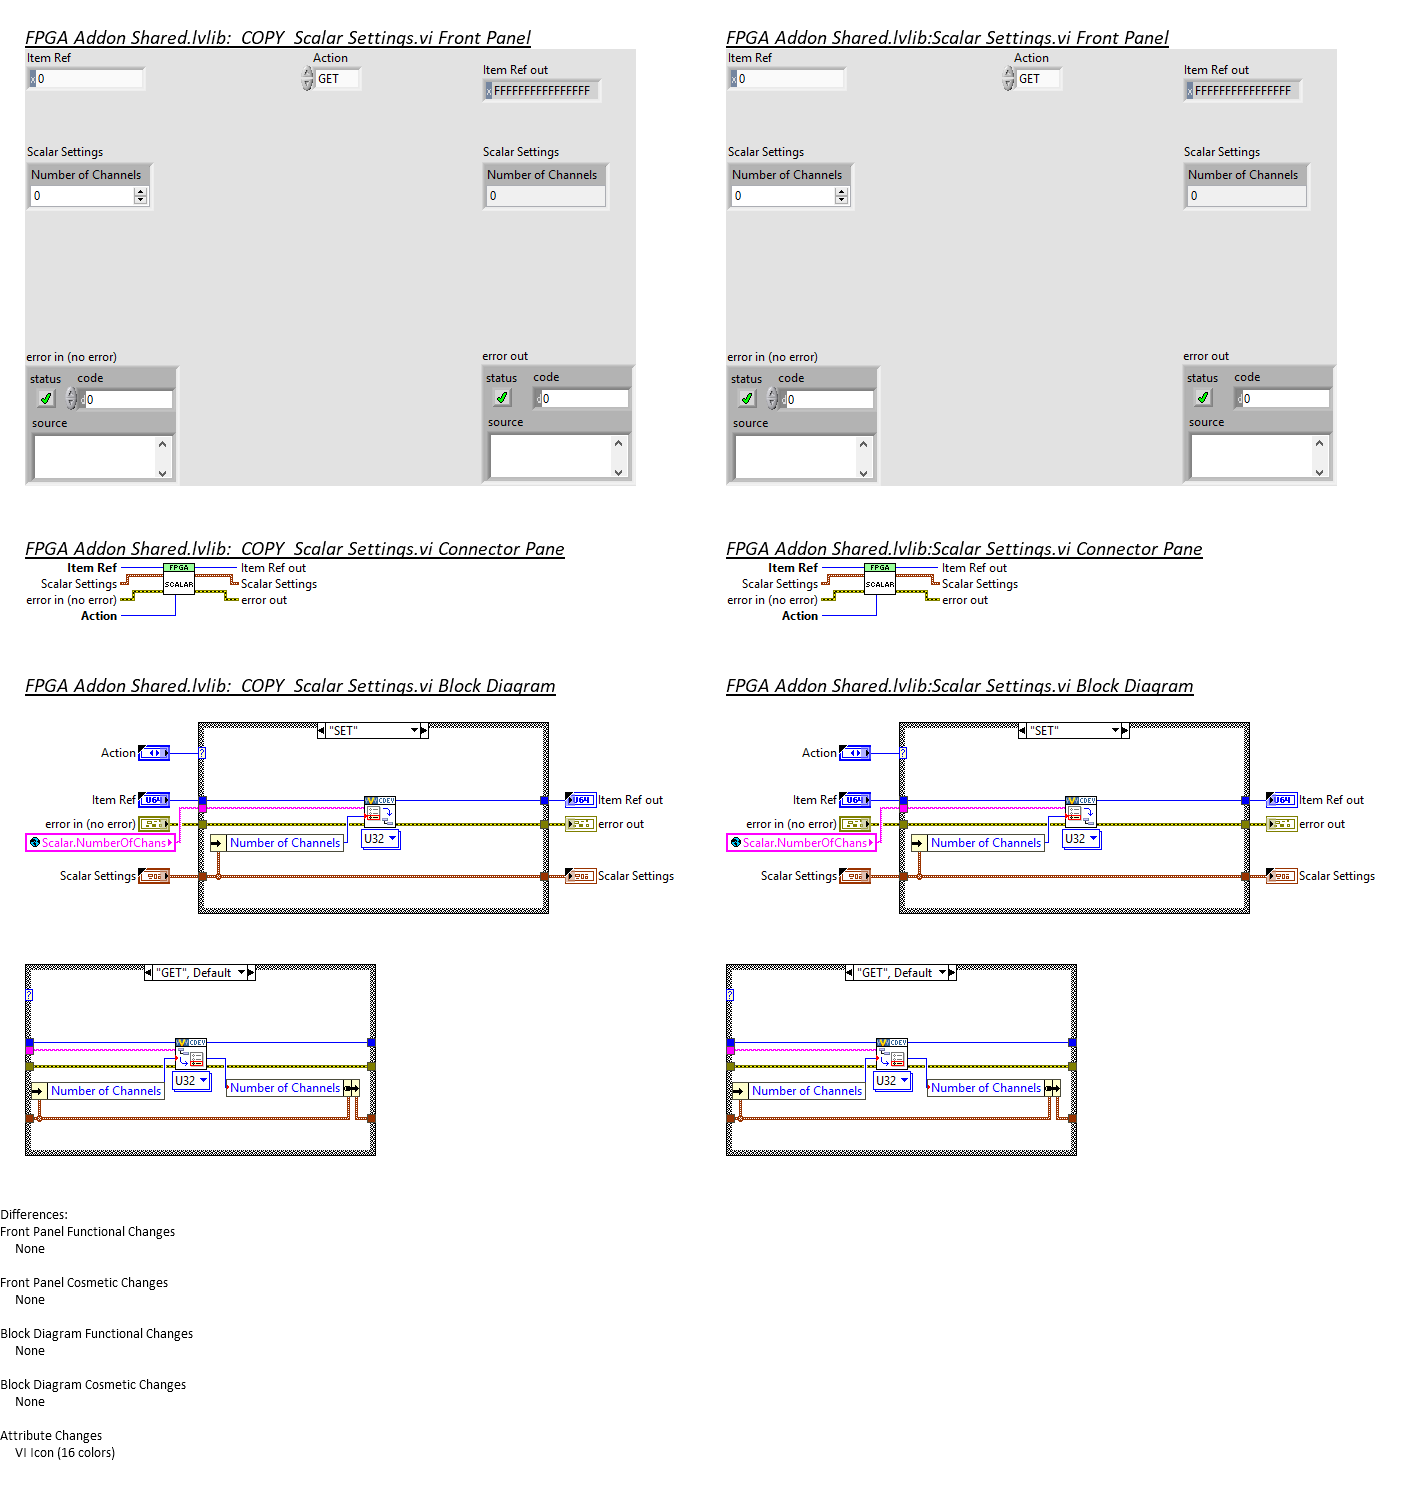 FPGA Addon Shared.lvlib:_COPY_Scalar Settings.vi Front Panel
Item Ref
x 0
Action
GET
Item Ref out
x FFFFFFFFFFFFFFFF
Scalar Settings
Number of Channels
0
Scalar Settings
Number of Channels
0
error in (no error)
status code
d 0
source
error out
status code
d 0
source
FPGA Addon Shared.lvlib:Scalar Settings.vi Front Panel
Item Ref
x 0
Action
GET
Item Ref out
x FFFFFFFFFFFFFFFF
Scalar Settings
Number of Channels
0
Scalar Settings
Number of Channels
0
error in (no error)
status code
d 0
source
error out
status code
d 0
source
FPGA Addon Shared.lvlib:_COPY_Scalar Settings.vi Connector Pane
Item Ref
Scalar Settings
error in (no error)
Action
FPGA
SCALAR
Item Ref out
Scalar Settings
error out
FPGA Addon Shared.lvlib:Scalar Settings.vi Connector Pane
Item Ref
Scalar Settings
error in (no error)
Action
FPGA
SCALAR
Item Ref out
Scalar Settings
error out
FPGA Addon Shared.lvlib:_COPY_Scalar Settings.vi Block Diagram
"SET"
Action
?
Item Ref U64
CDEV
U64 Item Ref out
error in (no error)
error out
Scalar.NumberOfChans
Number of Channels
U32
Scalar Settings
Scalar Settings
"GET", Default
?
CDEV
U32
Number of Channels
Number of Channels
FPGA Addon Shared.lvlib:Scalar Settings.vi Block Diagram
"SET"
Action
?
Item Ref U64
CDEV
U64 Item Ref out
error in (no error)
error out
Scalar.NumberOfChans
Number of Channels
U32
Scalar Settings
Scalar Settings
"GET", Default
?
CDEV
U32
Number of Channels
Number of Channels
Differences:
Front Panel Functional Changes
None
Front Panel Cosmetic Changes
None
Block Diagram Functional Changes
None
Block Diagram Cosmetic Changes
None
Attribute Changes
VI Icon (16 colors)